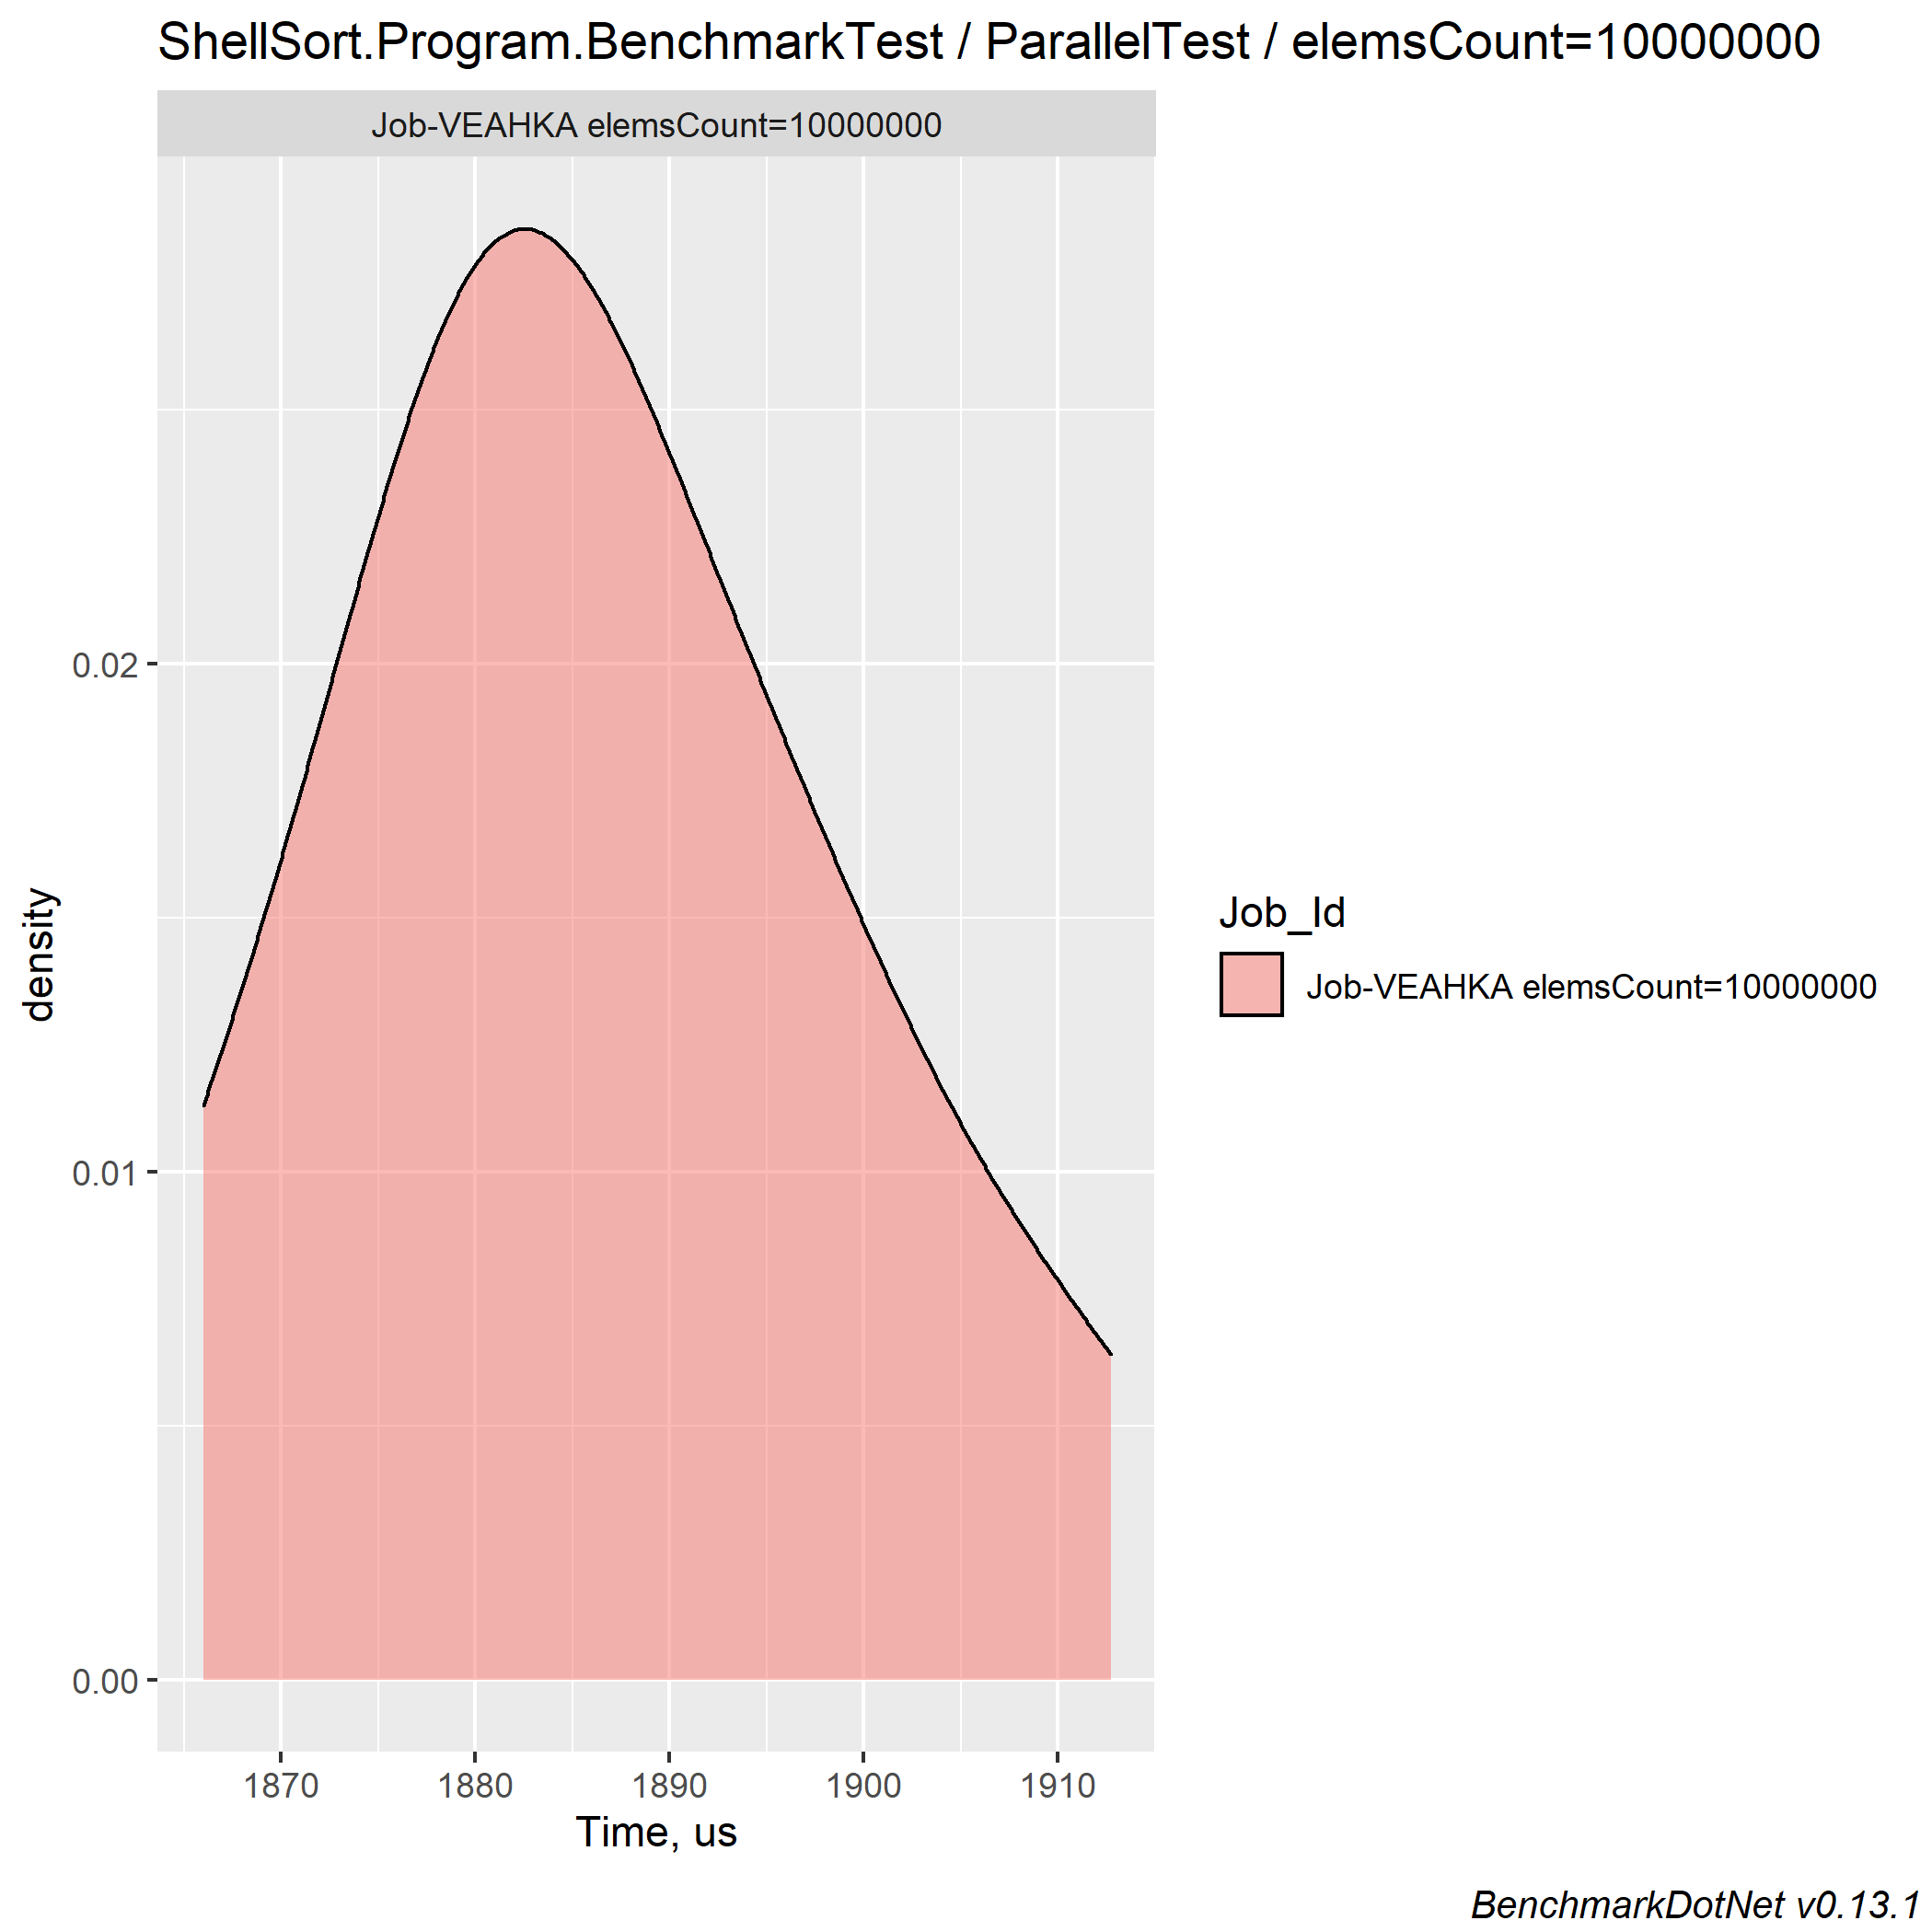 ShellSort.Program.BenchmarkTest / ParallelTest / elemsCount=10000000
Job-VEAHKA elemsCount=10000000
density
0.02
0.01
0.00
1870 1880 1890 1900 1910
Time, us
Job_Id
Job-VEAHKA elemsCount=10000000
BenchmarkDotNet v0.13.1